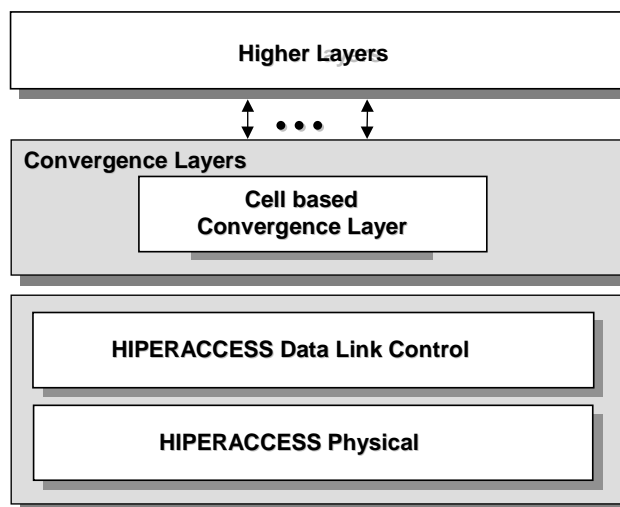 Higher Layers
Convergence Layers
Cell based
Convergence Layer
HIPERACCESS Data Link Control
HIPERACCESS Physical